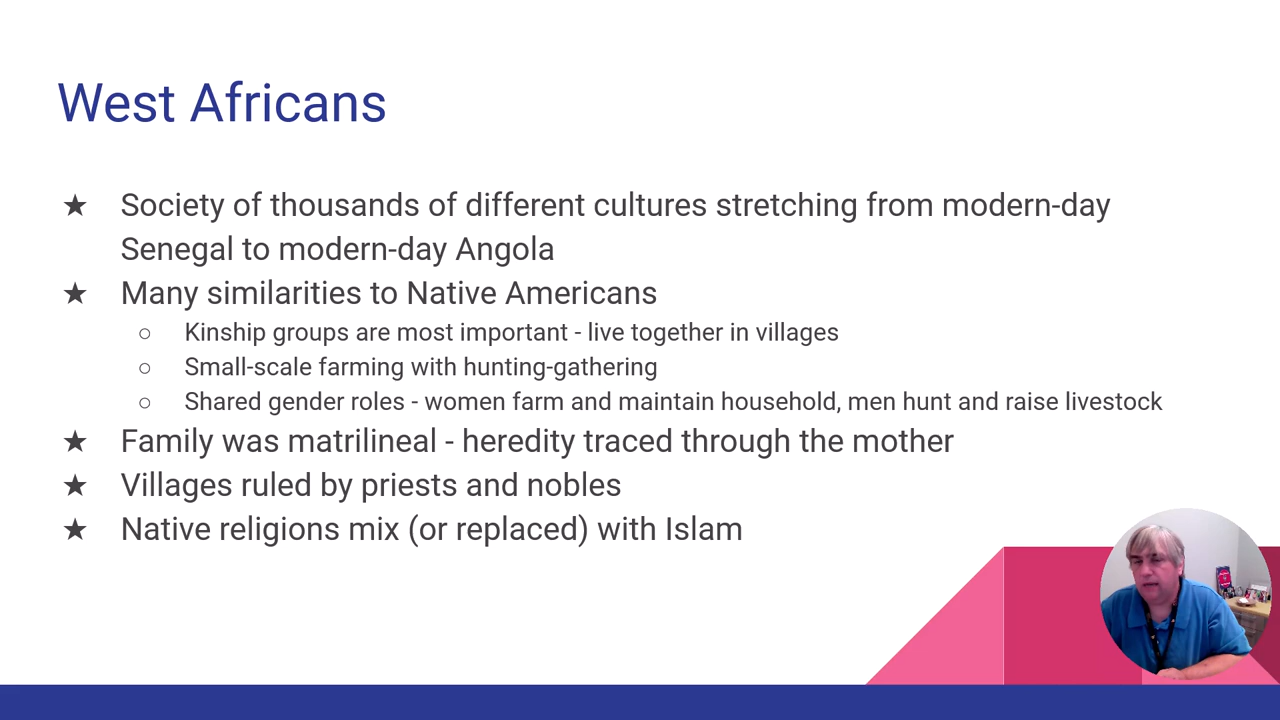 West Africans
★ Society of thousands of different cultures stretching from modern-day
Senegal to modern-day Angola
★ Many similarities to Native Americans
○ Kinship groups are most important - live together in villages
○ Small-scale farming with hunting-gathering
○ Shared gender roles - women farm and maintain household, men hunt and raise livestock
★ Family was matrilineal - heredity traced through the mother
★ Villages ruled by priests and nobles
★ Native religions mix (or replaced) with Islam